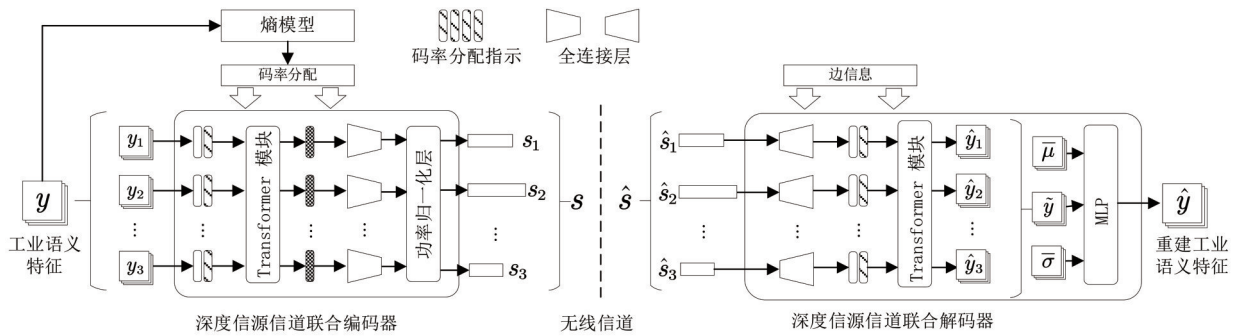 熵模型
码率分配指示
全连接层
码率分配
边信息
y
工业语义
特征
y₁
y₂
...
y₃
Transformer 模块
...
...
功率归一化层
s₁
s₂
...
s₃
s
ŝ
ŝ₁
ŝ₂
...
ŝ₃
...
...
Transformer 模块
ŷ₁
ŷ₂
...
ŷ₃
μ̅
ỹ
σ̅
MLP
ŷ
重建工业
语义特征
深度信源信道联合编码器
无线信道
深度信源信道联合解码器